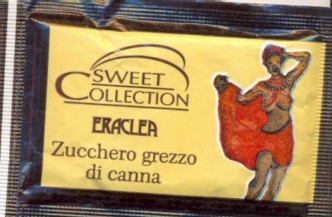 SWEET
COLLECTION
ERACLEA
Zucchero grezzo
di canna